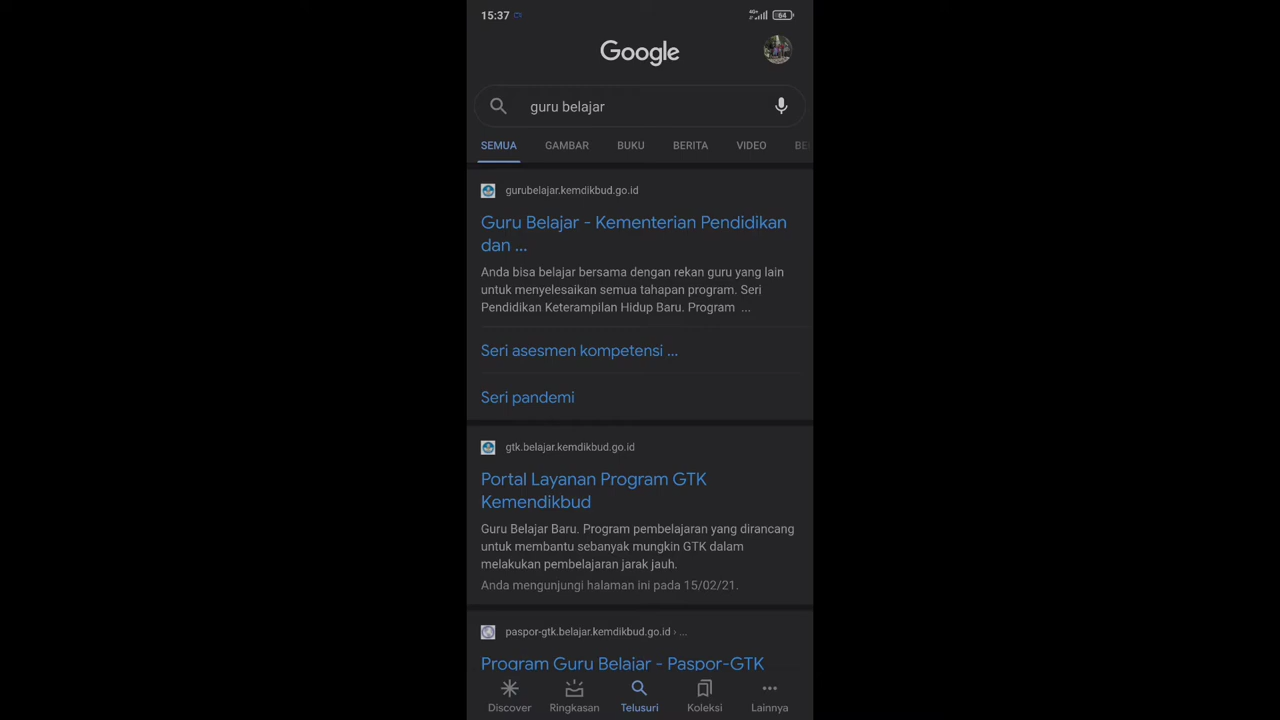 15:37
4G+
64
Google
guru belajar
SEMUA GAMBAR BUKU BERITA VIDEO BE
gurubelajar.kemdikbud.go.id
Guru Belajar - Kementerian Pendidikan
dan ...
Anda bisa belajar bersama dengan rekan guru yang lain
untuk menyelesaikan semua tahapan program. Seri
Pendidikan Keterampilan Hidup Baru. Program ...
Seri asesmen kompetensi ...
Seri pandemi
gtk.belajar.kemdikbud.go.id
Portal Layanan Program GTK
Kemendikbud
Guru Belajar Baru. Program pembelajaran yang dirancang
untuk membantu sebanyak mungkin GTK dalam
melakukan pembelajaran jarak jauh.
Anda mengunjungi halaman ini pada 15/02/21.
paspor-gtk.belajar.kemdikbud.go.id › ...
Program Guru Belajar - Paspor-GTK
Discover Ringkasan Telusuri Koleksi Lainnya